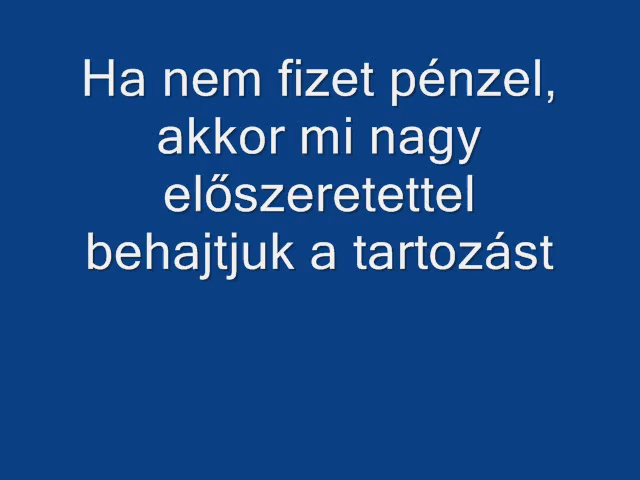 Ha nem fizet pénzel,
akkor mi nagy
előszeretettel
behajtjuk a tartozást